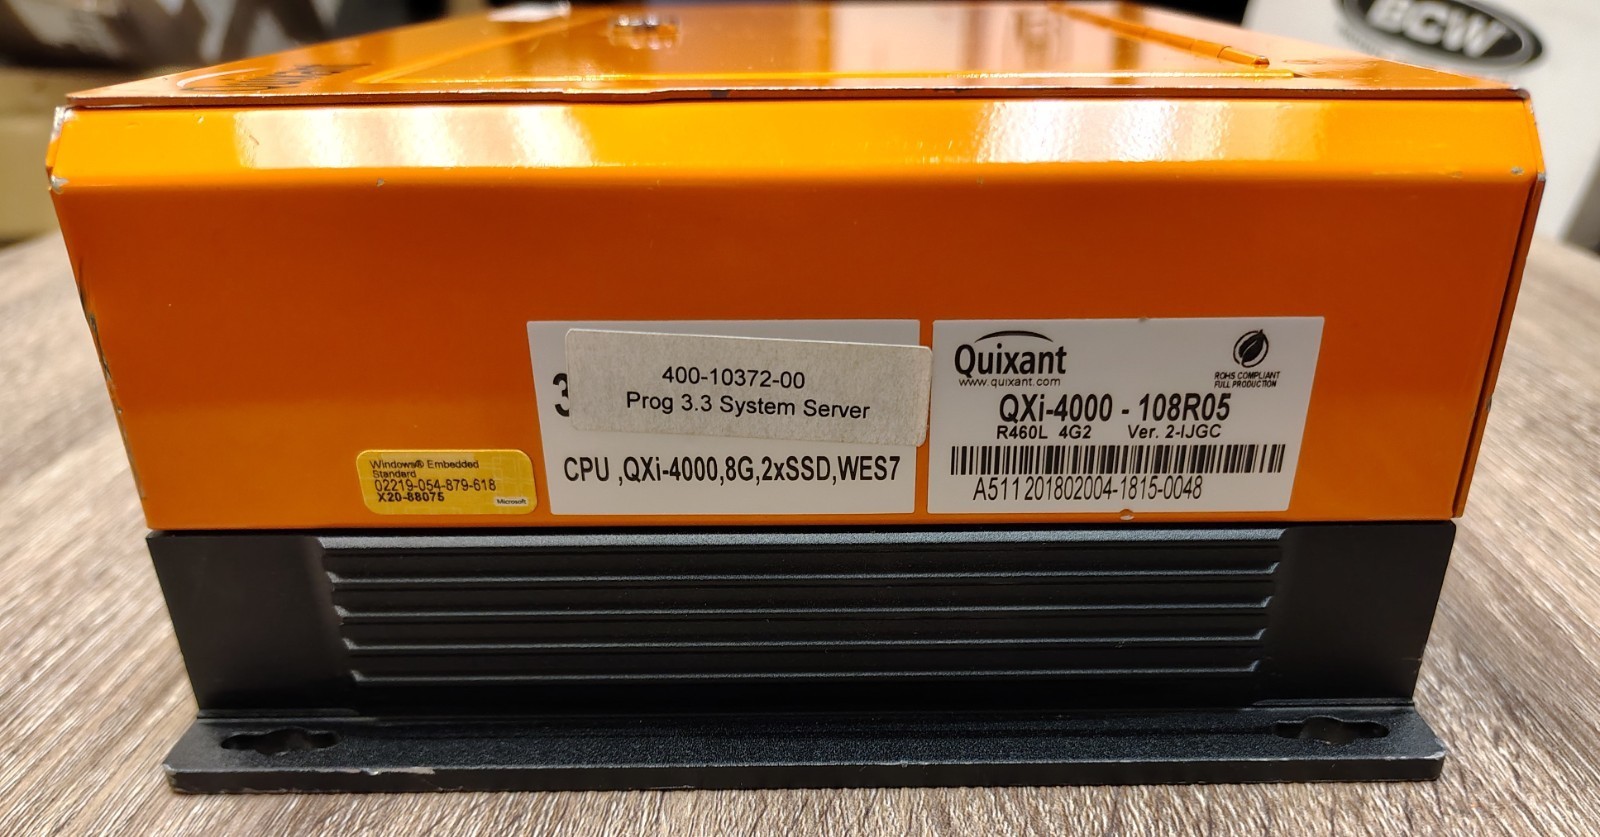 BCW
Windows® Embedded
Standard
02219-054-879-618
X20-88075
Microsoft
3
400-10372-00
Prog 3.3 System Server
CPU ,QXi-4000,8G,2xSSD,WES7
Quixant
www.quixant.com
ROHS COMPLIANT
FULL PRODUCTION
QXi-4000 - 108R05
R460L 4G2 Ver. 2-IJGC
A511201802004-1815-0048